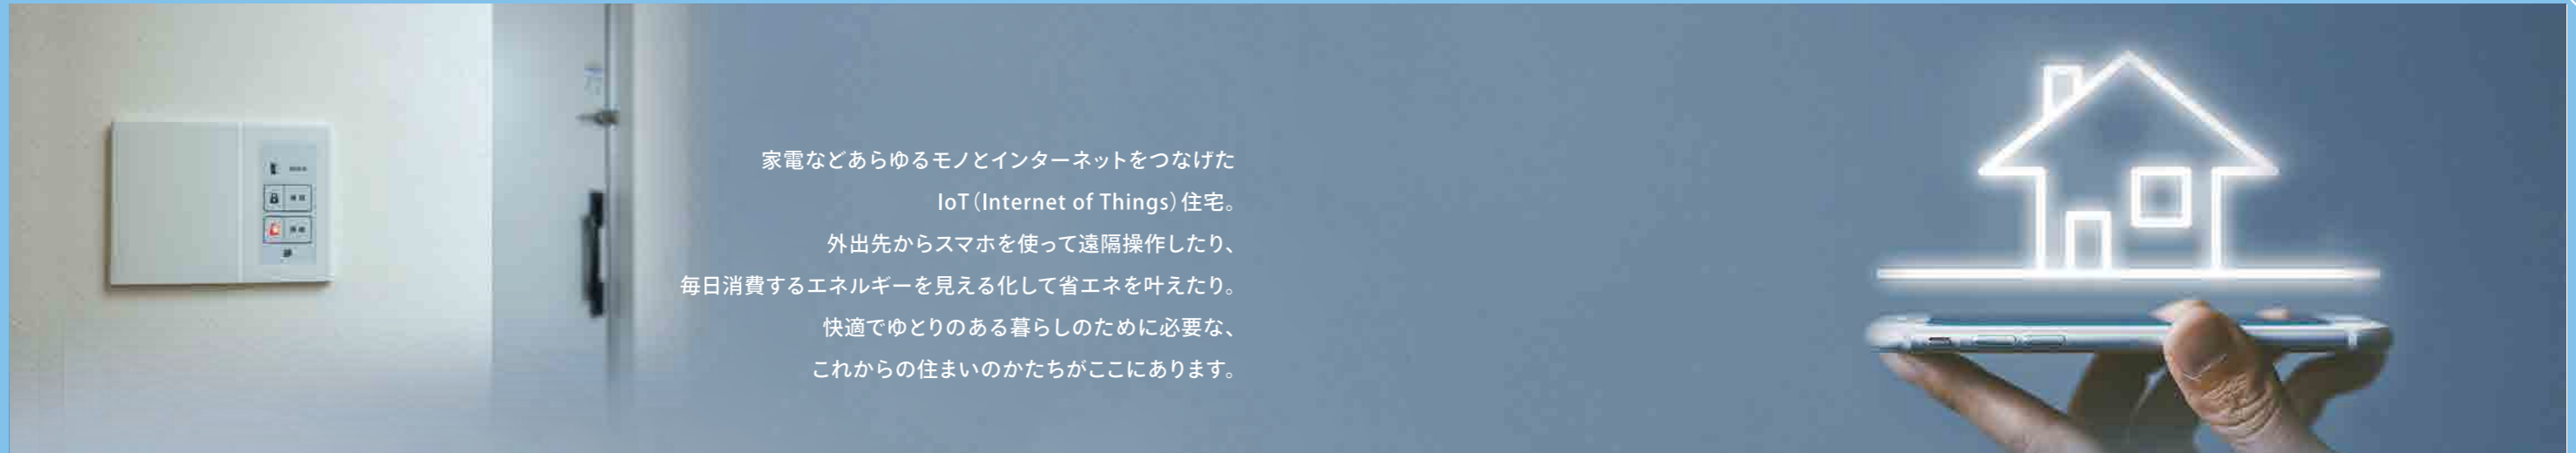 家電などあらゆるモノとインターネットをつなげた
IoT（Internet of Things）住宅。
外出先からスマホを使って遠隔操作したり、
毎日消費するエネルギーを見える化して省エネを叶えたり。
快適でゆとりのある暮らしのために必要な、
これからの住まいのかたちがここにあります。